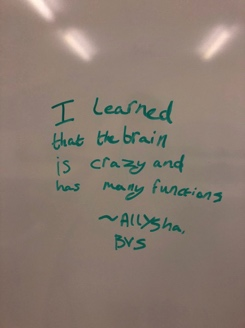 I Learned
that the brain
is crazy and
has many functions
~Allysha,
BVS